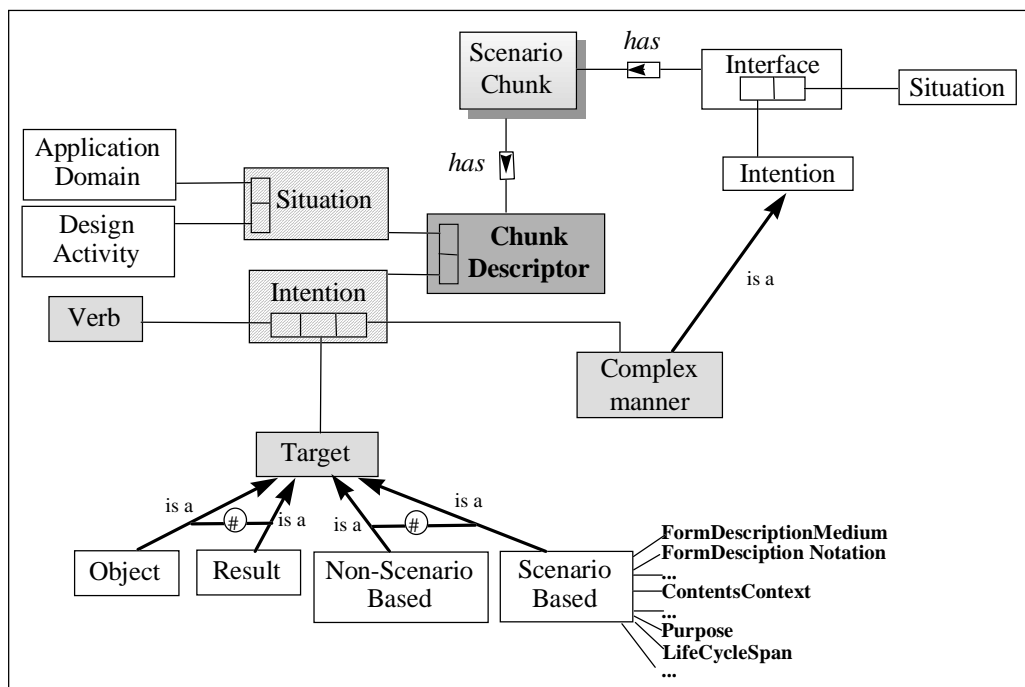 Scenario
Chunk
has
Interface
Situation
Intention
has
Application
Domain
Design
Activity
Situation
Chunk
Descriptor
is a
Intention
Verb
Complex
manner
Target
is a
#
is a
is a
#
is a
Object
Result
Non-Scenario
Based
Scenario
Based
FormDescriptionMedium
FormDesciption Notation
...
ContentsContext
...
Purpose
LifeCycleSpan
...